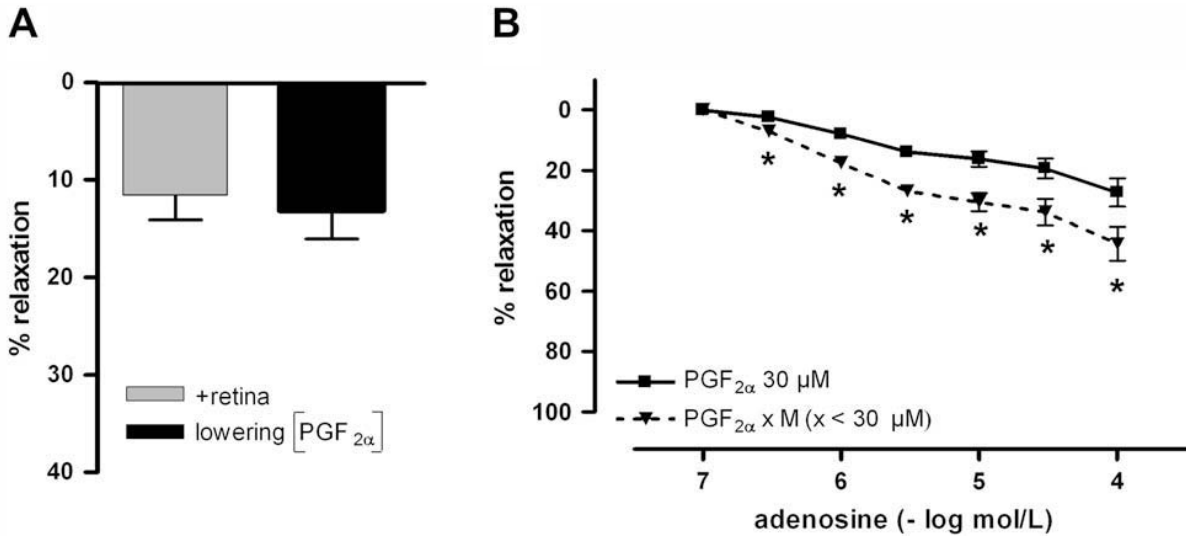 A
% relaxation
0
10
20
30
40
+retina
lowering [PGF2α]
B
% relaxation
0
20
40
60
80
100
*
*
*
*
*
*
PGF2α 30 µM
PGF2α x M (x < 30 µM)
7 6 5 4
adenosine (- log mol/L)